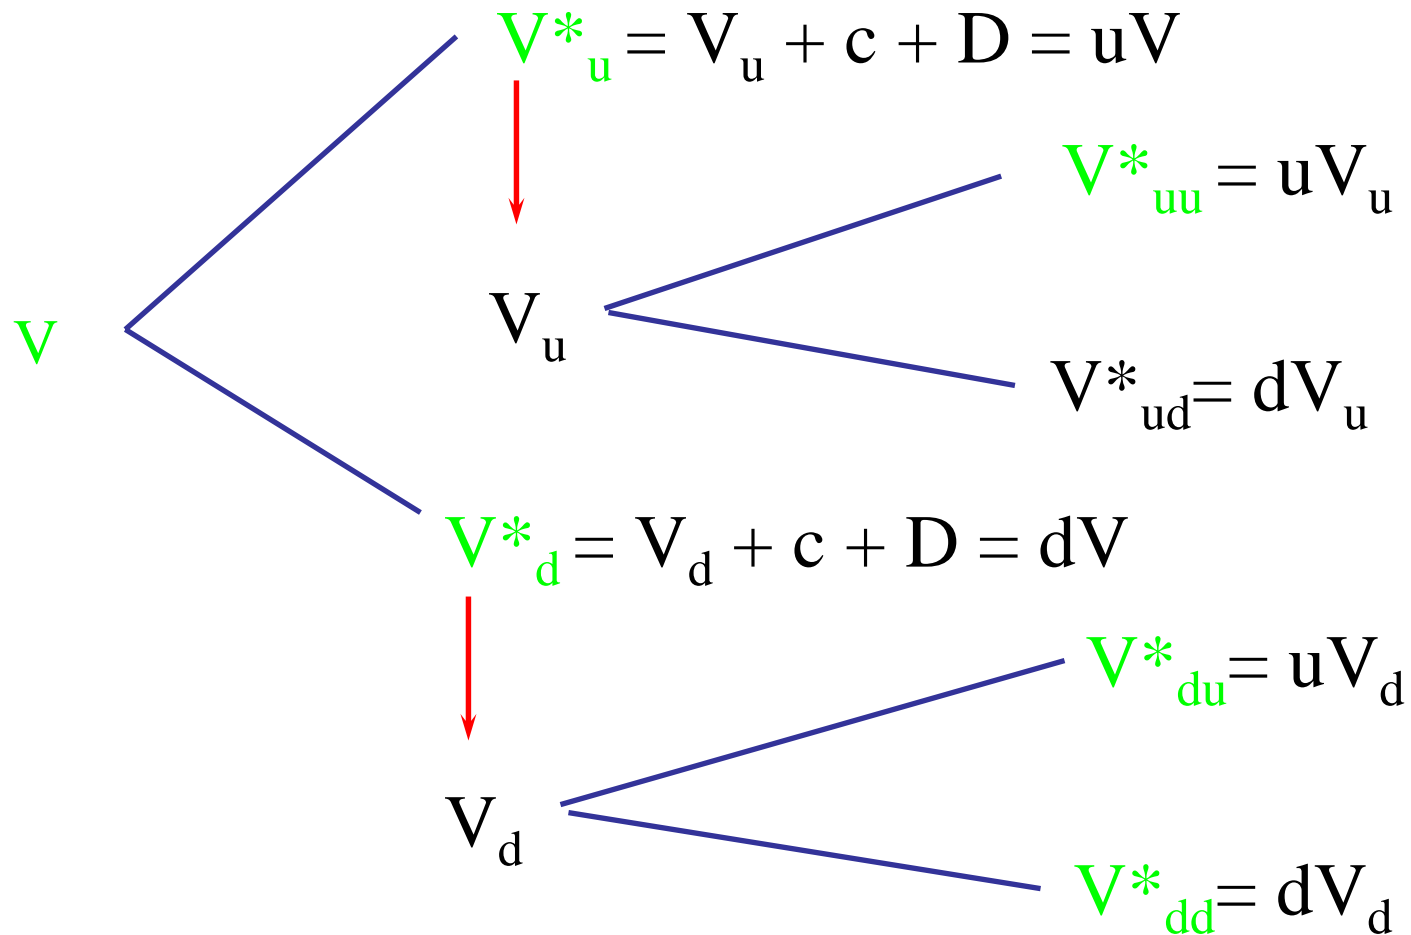 V*u = Vu + c + D = uV
V*uu = uVu
Vu
V
V*ud= dVu
V*d = Vd + c + D = dV
V*du= uVd
Vd
V*dd= dVd